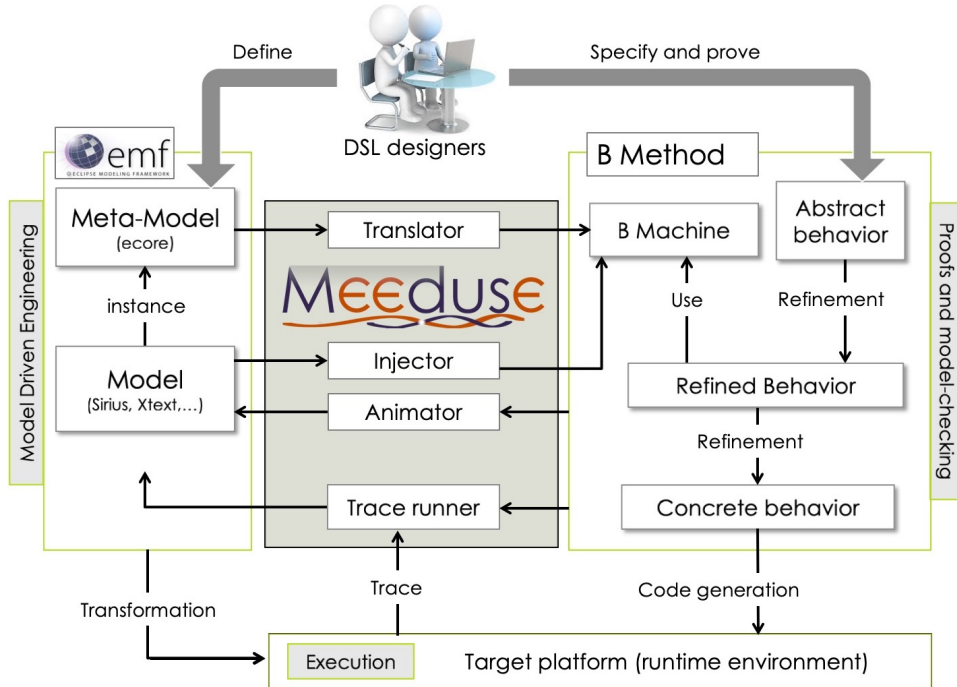 Define
Specify and prove
DSL designers
emf
ECLIPSE MODELING FRAMEWORK
B Method
Meta-Model
(ecore)
Translator
B Machine
Abstract
behavior
Model Driven Engineering
Proofs and model-checking
MEEDUSE
instance
Use
Refinement
Model
(Sirius, Xtext,...)
Injector
Refined Behavior
Animator
Refinement
Trace runner
Concrete behavior
Transformation
Trace
Code generation
Execution
Target platform (runtime environment)